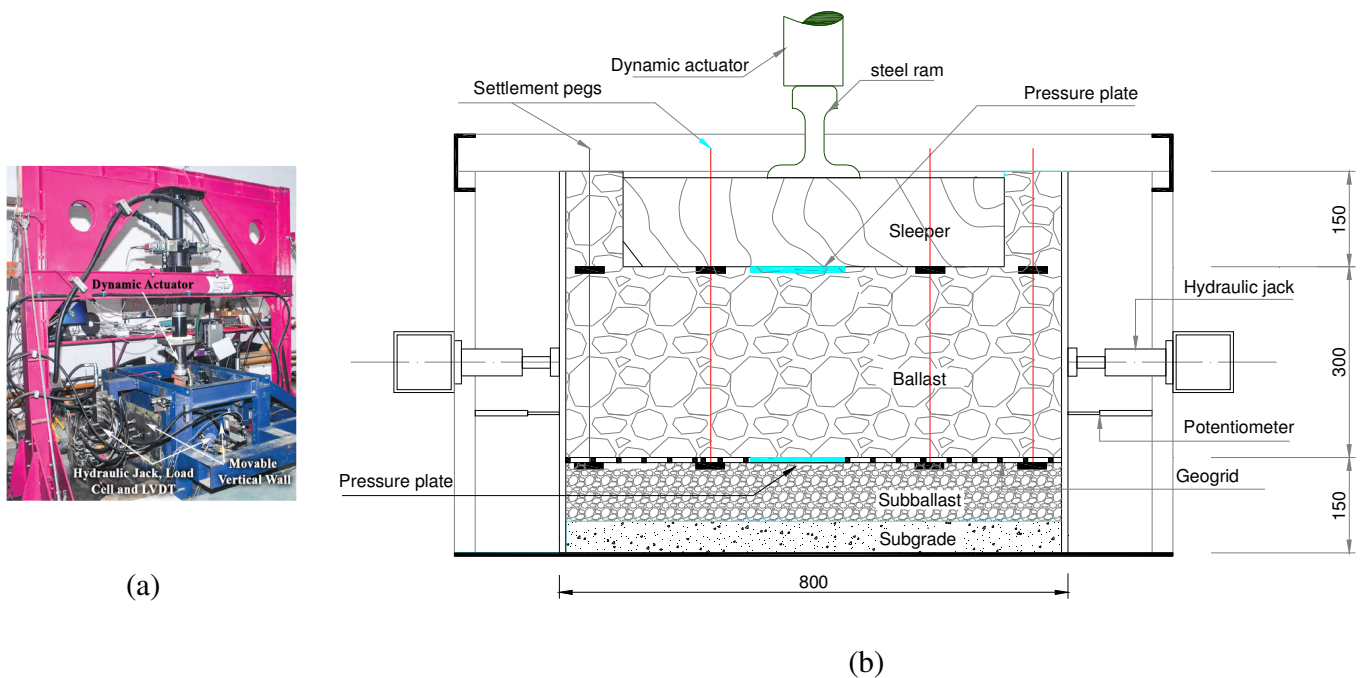 Dynamic Actuator
Hydraulic Jack, Load
Cell and LVDT
Movable
Vertical Wall
(a)
Dynamic actuator
steel ram
Settlement pegs
Pressure plate
Sleeper
150
Hydraulic jack
300
Ballast
Potentiometer
Geogrid
Pressure plate
Subballast
150
Subgrade
800
(b)